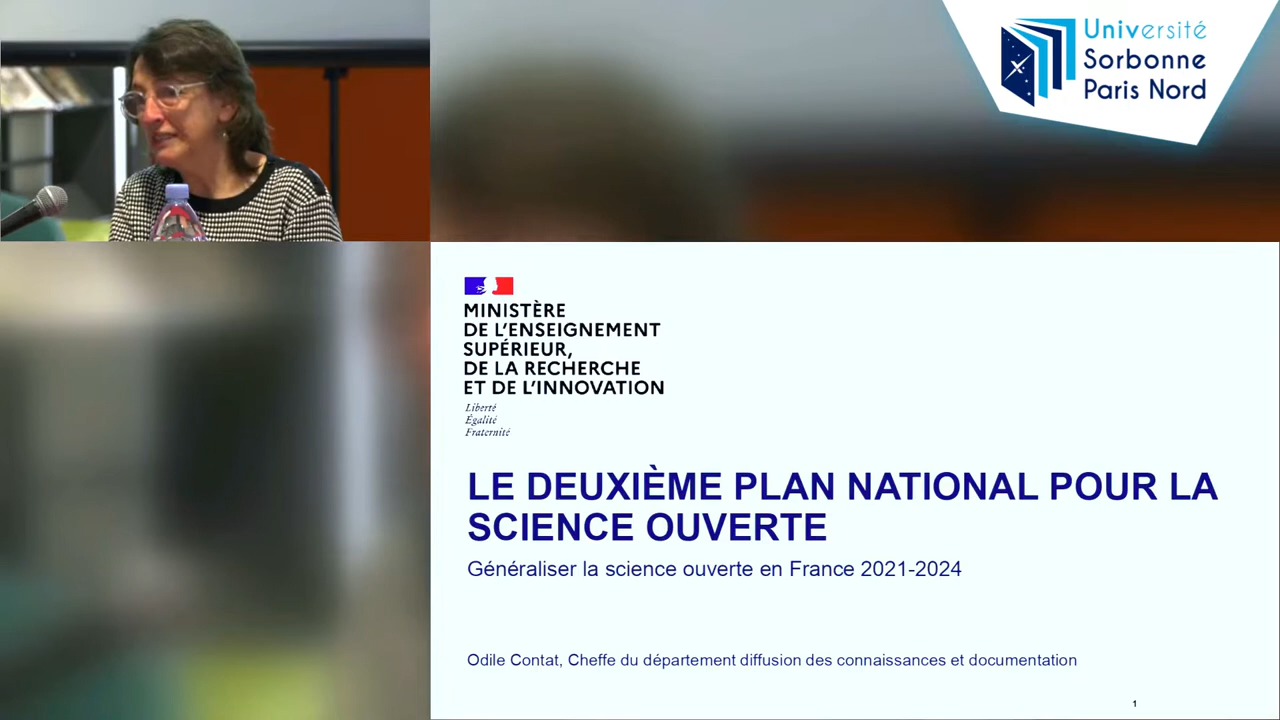 Université
Sorbonne
Paris Nord
MINISTÈRE
DE L'ENSEIGNEMENT
SUPÉRIEUR,
DE LA RECHERCHE
ET DE L'INNOVATION
Liberté
Égalité
Fraternité
LE DEUXIÈME PLAN NATIONAL POUR LA
SCIENCE OUVERTE
Généraliser la science ouverte en France 2021-2024
Odile Contat, Cheffe du département diffusion des connaissances et documentation
1